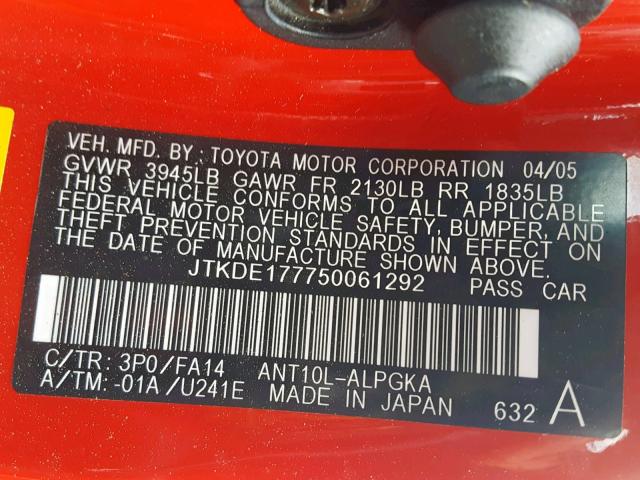 VEH. MFD. BY: TOYOTA MOTOR CORPORATION 04/05
GVWR 3945LB GAWR FR 2130LB RR 1835LB
THIS VEHICLE CONFORMS TO ALL APPLICABLE
FEDERAL MOTOR VEHICLE SAFETY, BUMPER, AND
THEFT PREVENTION STANDARDS IN EFFECT ON
THE DATE OF MANUFACTURE SHOWN ABOVE.
JTKDE177750061292 PASS CAR
C/TR: 3P0/FA14 ANT10L-ALPGKA
A/TM: -01A/U241E MADE IN JAPAN 632 A